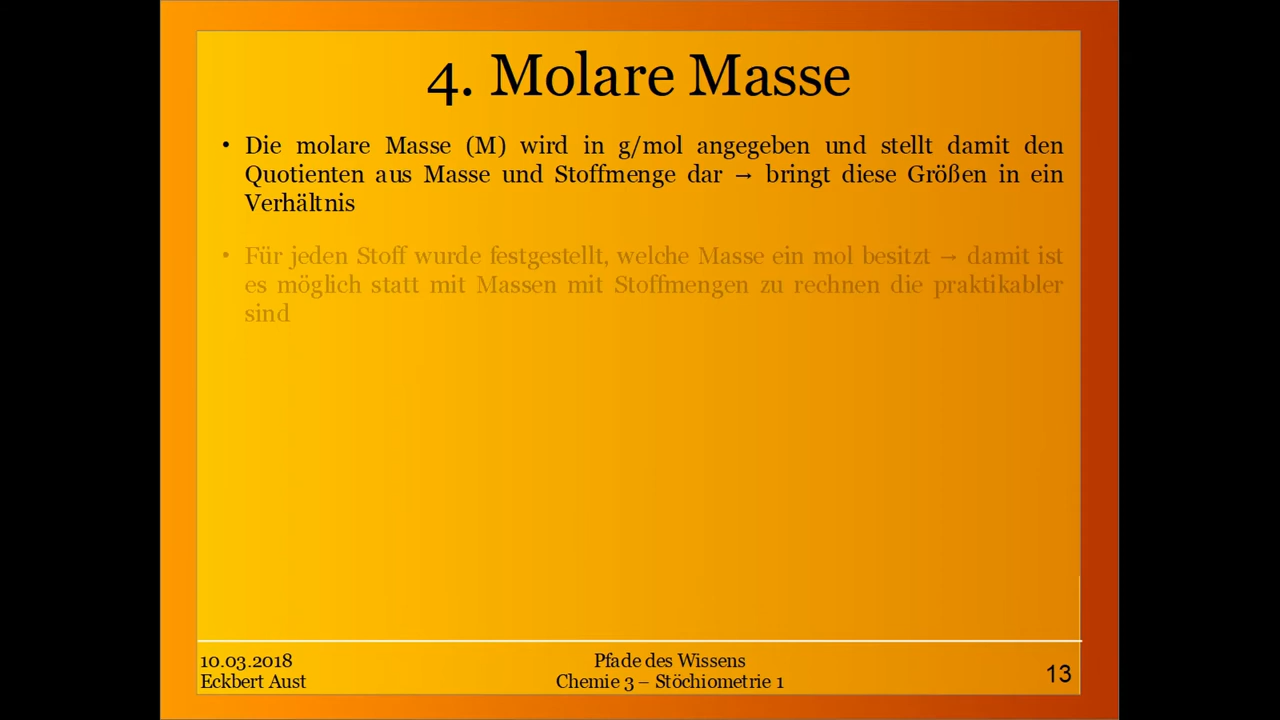 4. Molare Masse
• Die molare Masse (M) wird in g/mol angegeben und stellt damit den
Quotienten aus Masse und Stoffmenge dar → bringt diese Größen in ein
Verhältnis
• Für jeden Stoff wurde festgestellt, welche Masse ein mol besitzt → damit ist
es möglich statt mit Massen mit Stoffmengen zu rechnen die praktikabler
sind
10.03.2018
Eckbert Aust
Pfade des Wissens
Chemie 3 – Stöchiometrie 1
13